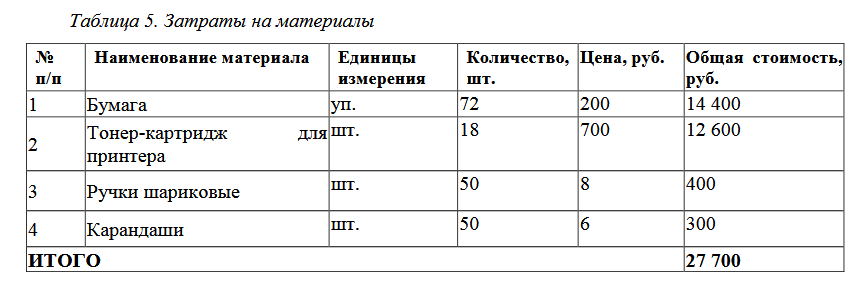 Таблица 5. Затраты на материалы
№ п/п Наименование материала Единицы измерения Количество, шт. Цена, руб. Общая стоимость, руб.
1 Бумага уп. 72 200 14 400
2 Тонер-картридж для принтера шт. 18 700 12 600
3 Ручки шариковые шт. 50 8 400
4 Карандаши шт. 50 6 300
ИТОГО 27 700